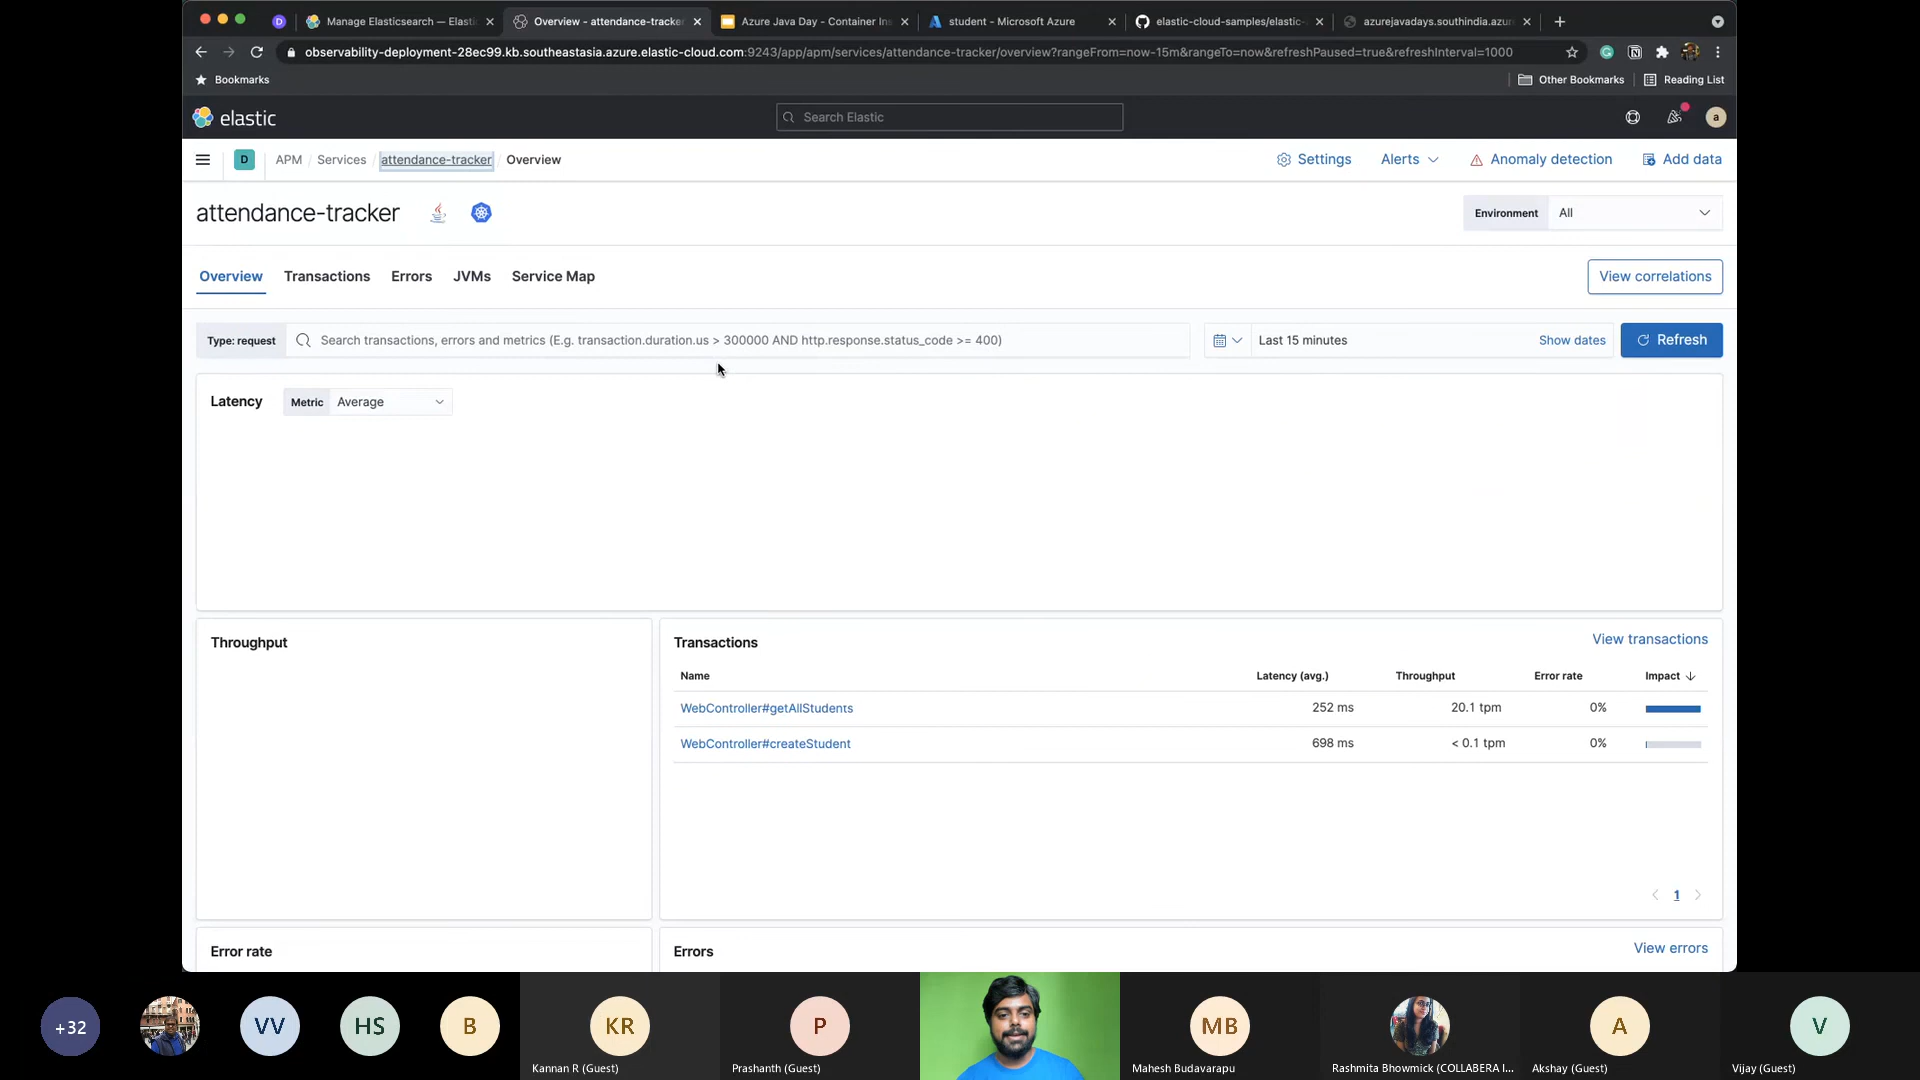 D
Manage Elasticsearch — Elasti
Overview - attendance-tracke
Azure Java Day - Container Ins
student - Microsoft Azure
elastic-cloud-samples/elastic-
azurejavadays.southindia.azur
observability-deployment-28ec99.kb.southeastasia.azure.elastic-cloud.com:9243/app/apm/services/attendance-tracker/overview?rangeFrom=now-15m&rangeTo=now&refreshPaused=true&refreshInterval=1000
Bookmarks
Other Bookmarks
Reading List
elastic
Search Elastic
a
D
APM / Services / attendance-tracker / Overview
Settings
Alerts
Anomaly detection
Add data
attendance-tracker
Environment
All
Overview
Transactions
Errors
JVMs
Service Map
View correlations
Type: request
Search transactions, errors and metrics (E.g. transaction.duration.us > 300000 AND http.response.status_code >= 400)
Last 15 minutes
Show dates
Refresh
Latency
Metric
Average
Throughput
Transactions
View transactions
Name
Latency (avg.)
Throughput
Error rate
Impact
WebController#getAllStudents
252 ms
20.1 tpm
0%
WebController#createStudent
698 ms
< 0.1 tpm
0%
1
Error rate
Errors
View errors
+32
VV
HS
B
KR
P
MB
A
V
Kannan R (Guest)
Prashanth (Guest)
Mahesh Budavarapu
Rashmita Bhowmick (COLLABERA I...
Akshay (Guest)
Vijay (Guest)